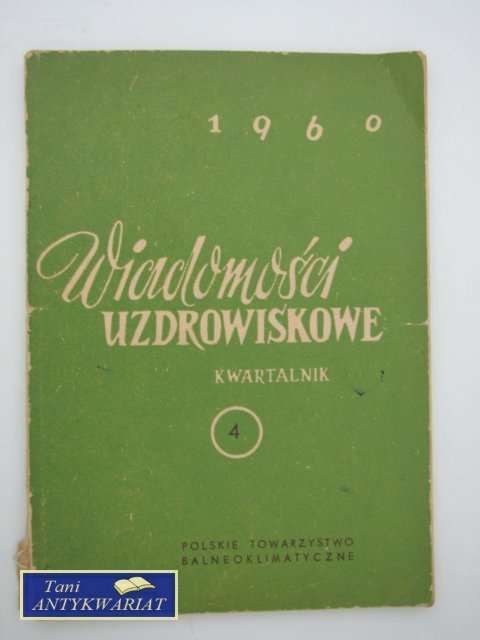 1960
Wiadomości
UZDROWISKOWE
KWARTALNIK
4
POLSKIE TOWARZYSTWO
BALNEOKLIMATYCZNE
Tani
ANTYKWARIAT